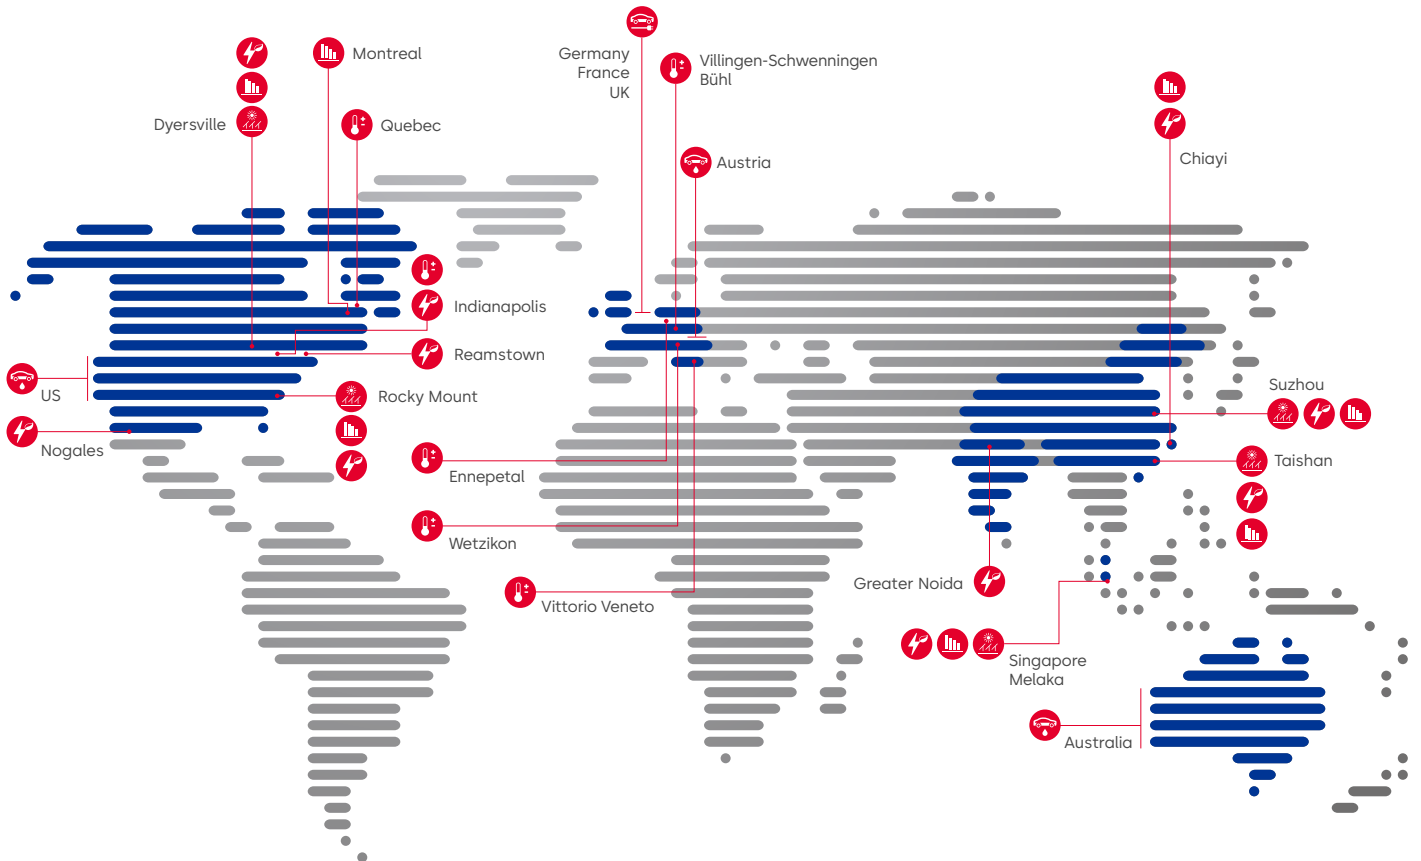 Montreal
Germany
France
UK
Villingen-Schwenningen
Bühl
Dyersville
Quebec
Austria
Chiayi
Indianapolis
Reamstown
US
Rocky Mount
Suzhou
Nogales
Ennepetal
Taishan
Wetzikon
Greater Noida
Vittorio Veneto
Singapore
Melaka
Australia